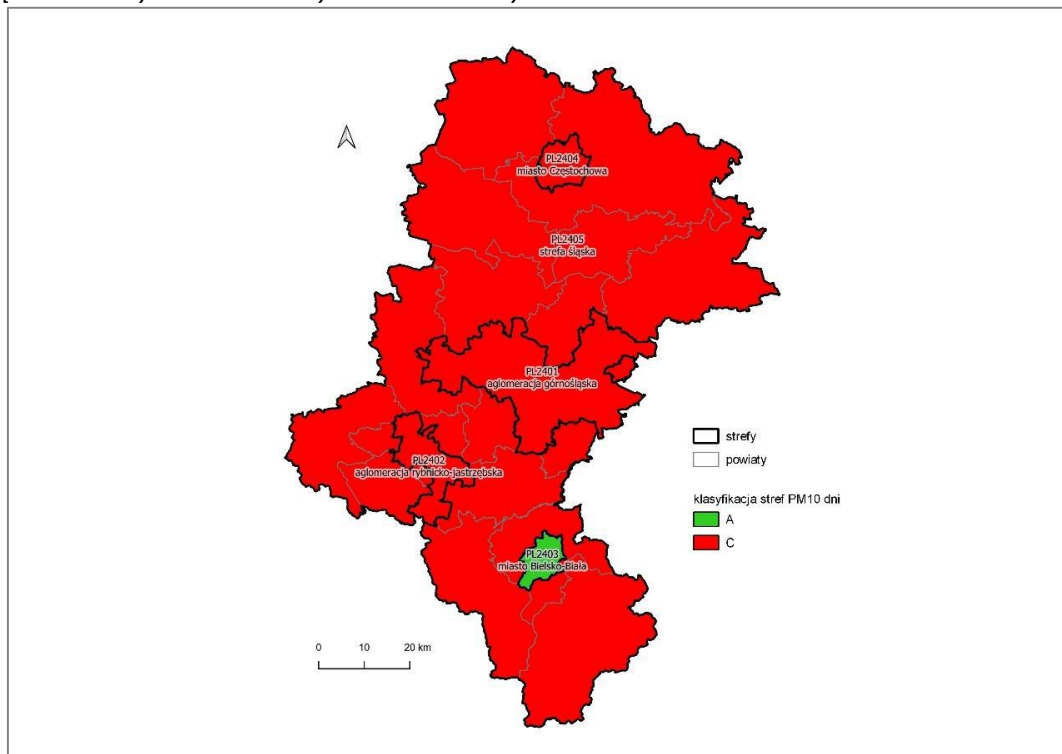 PL2404
miasto Częstochowa
PL2405
strefa śląska
PL2401
aglomeracja górnośląska
PL2402
aglomeracja rybnicko-jastrzębska
PL2403
miasto Bielsko-Biała
strefy
powiaty
klasyfikacja stref PM10 dni
A
C
0 10 20 km